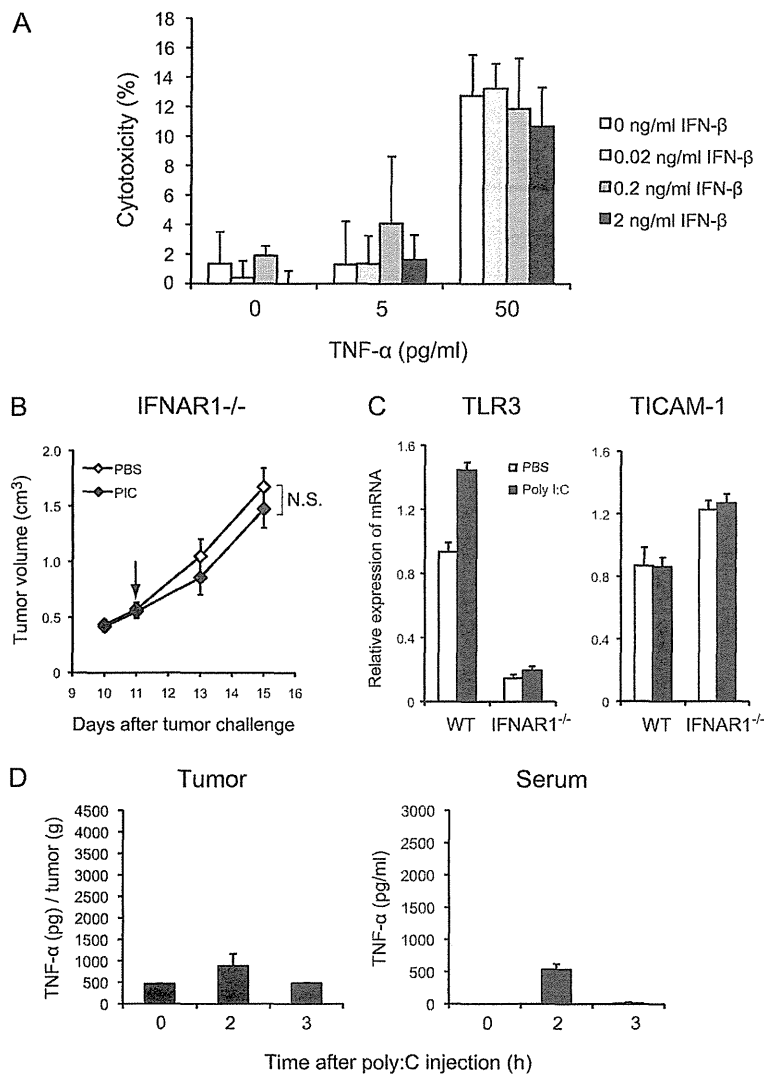 A
Cytotoxicity (%)
18
16
14
12
10
8
6
4
2
0
0 5 50
TNF-α (pg/ml)
0 ng/ml IFN-β
0.02 ng/ml IFN-β
0.2 ng/ml IFN-β
2 ng/ml IFN-β
B
IFNAR1-/-
Tumor volume (cm³)
2.0
1.5
1.0
0.5
0
PBS
PIC
N.S.
9 10 11 12 13 14 15 16
Days after tumor challenge
C
TLR3
Relative expression of mRNA
1.6
1.2
0.8
0.4
0
PBS
Poly I:C
WT IFNAR1-/-
TICAM-1
1.6
1.2
0.8
0.4
0
WT IFNAR1-/-
D
Tumor
TNF-α (pg) / tumor (g)
4500
4000
3500
3000
2500
2000
1500
1000
500
0
0 2 3
Serum
TNF-α (pg/ml)
3000
2500
2000
1500
1000
500
0
0 2 3
Time after poly:C injection (h)